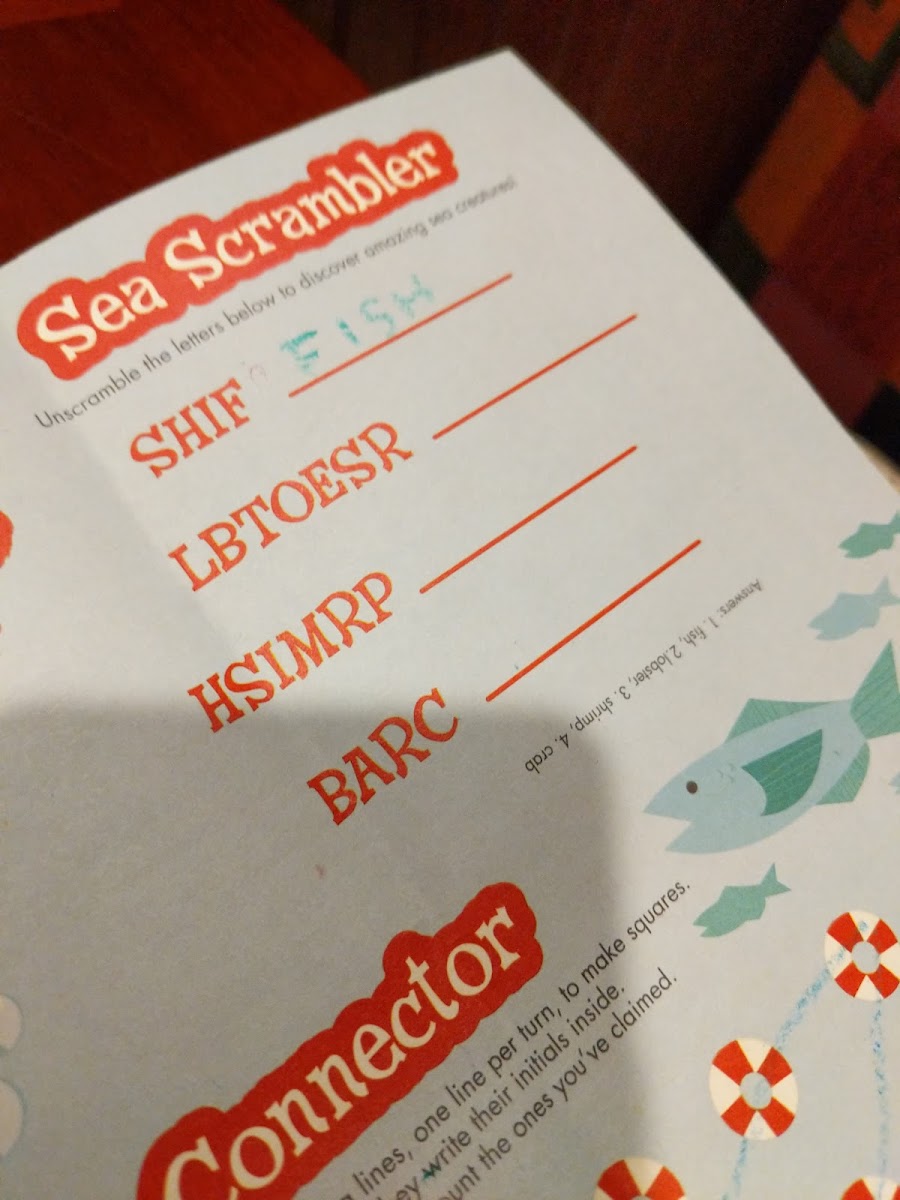 Sea Scrambler
Unscramble the letters below to discover amazing sea creatures!
SHIF FISH
LBTOESR
HSIMRP
BARC
Answers: 1. fish, 2. lobster, 3. shrimp, 4. crab
Connector
lines, one line per turn, to make squares.
write their initials inside.
the ones you've claimed.